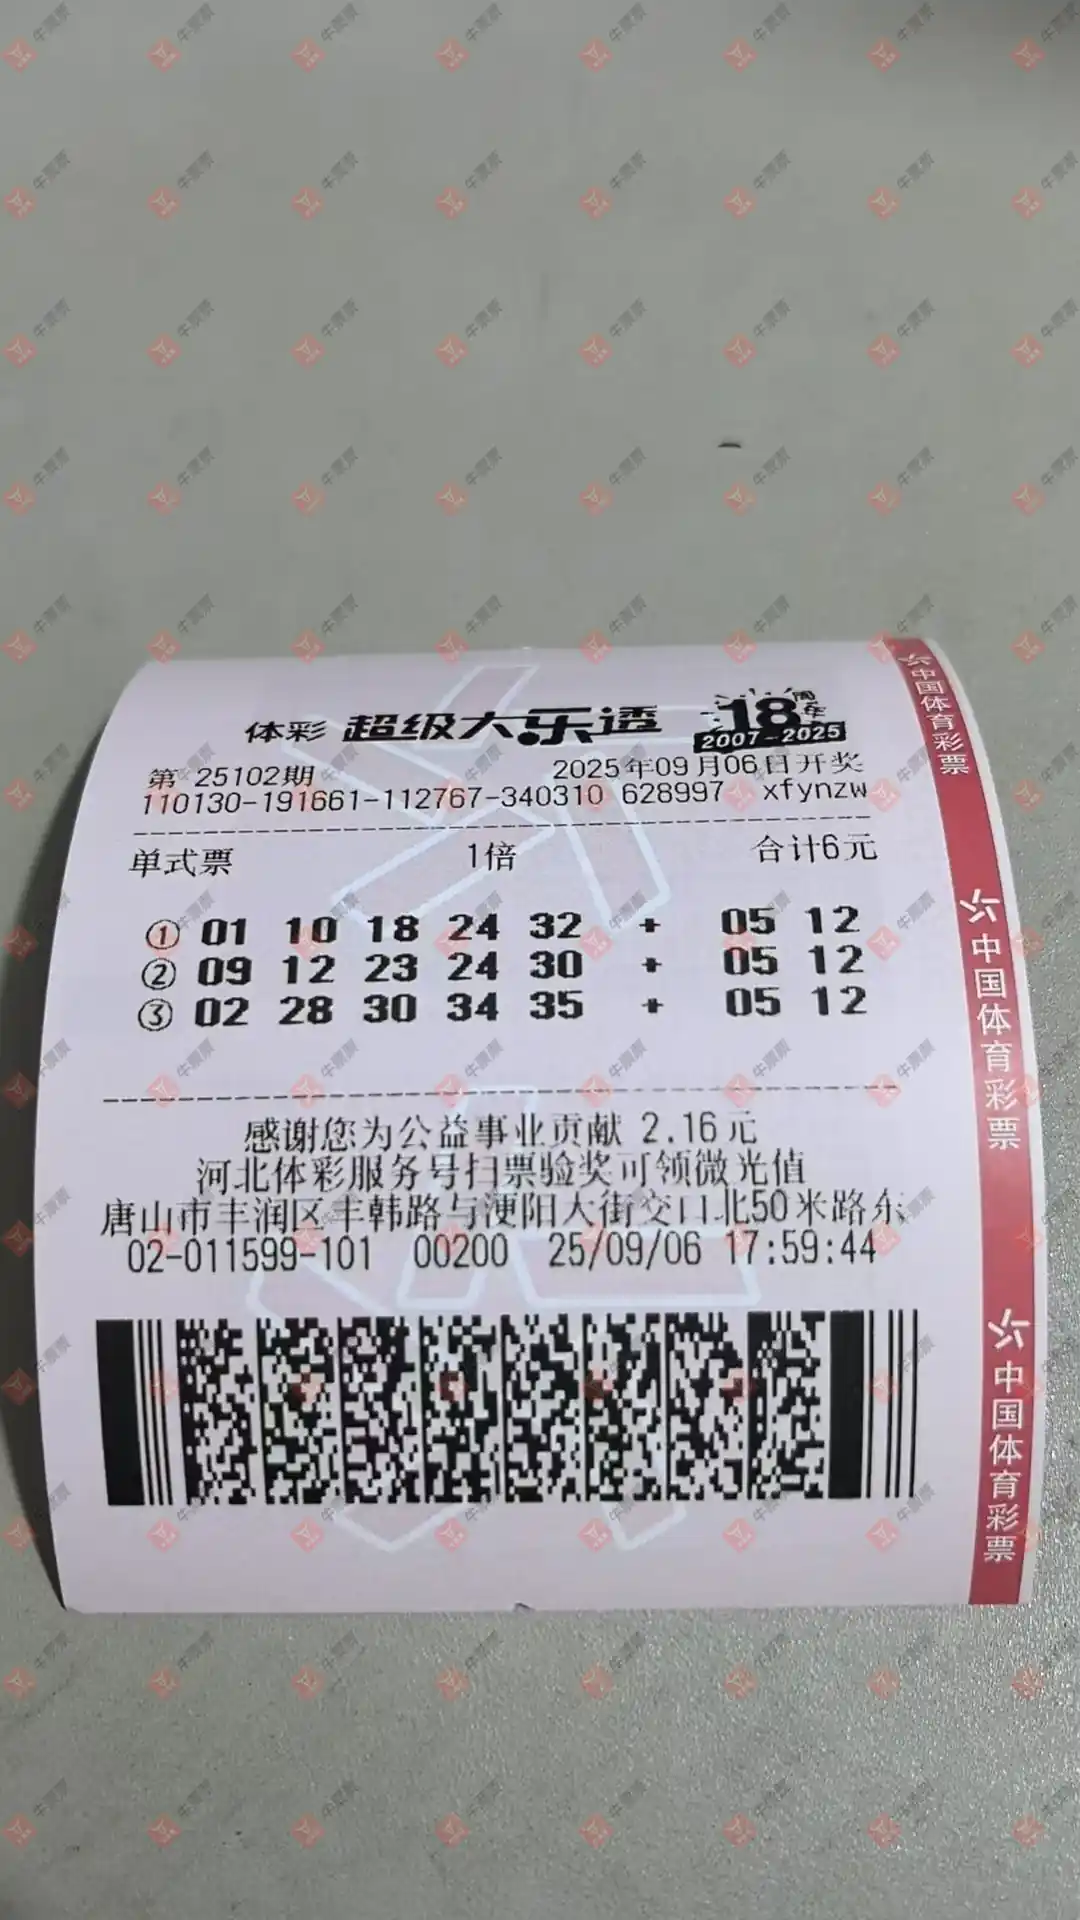 体彩 超级大乐透 18周年 2007-2025
第 25102期 2025年09月06日开奖
110130-191661-112767-340310 628997 xfynzw
单式票 1倍 合计6元
① 01 10 18 24 32 + 05 12
② 09 12 23 24 30 + 05 12
③ 02 28 30 34 35 + 05 12
感谢您为公益事业贡献 2.16元
河北体彩服务号扫票验奖可领微光值
唐山市丰润区丰韩路与浭阳大街交口北50米路东
02-011599-101 00200 25/09/06 17:59:44
中国体育彩票
中国体育彩票
中国体育彩票
牛票票